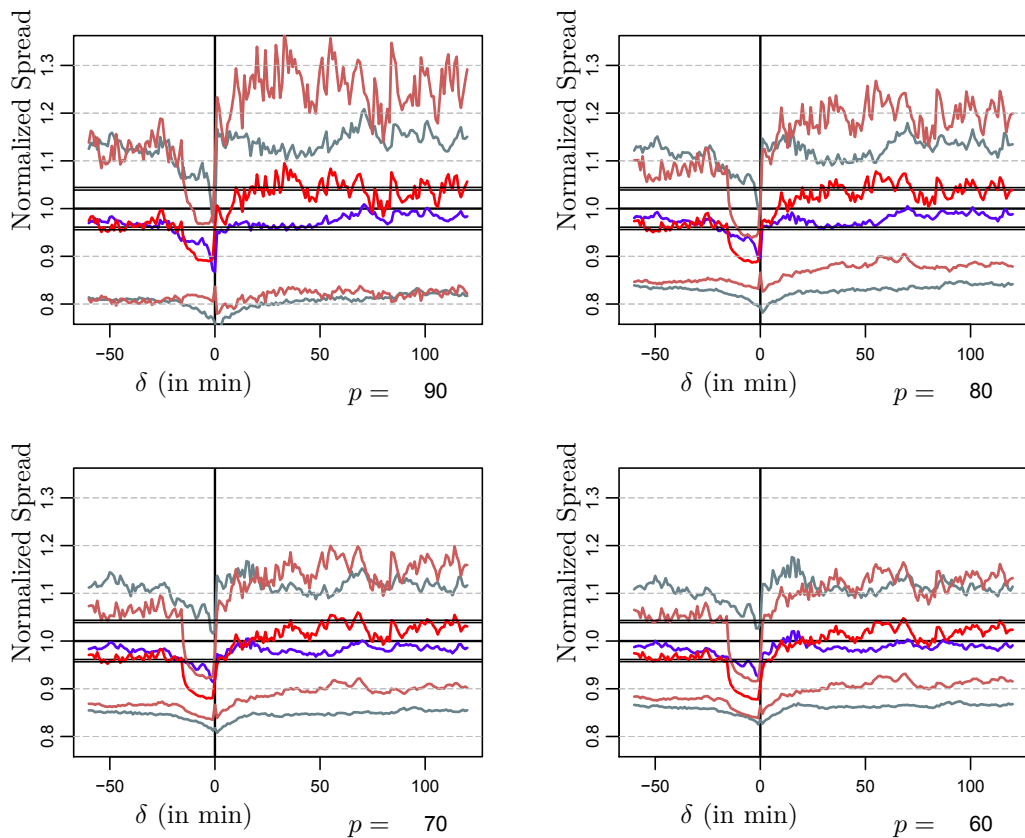 Normalized Spread
1.3
1.2
1.1
1.0
0.9
0.8
−50 0 50 100
δ (in min)
p = 90
Normalized Spread
1.3
1.2
1.1
1.0
0.9
0.8
−50 0 50 100
δ (in min)
p = 80
Normalized Spread
1.3
1.2
1.1
1.0
0.9
0.8
−50 0 50 100
δ (in min)
p = 70
Normalized Spread
1.3
1.2
1.1
1.0
0.9
0.8
−50 0 50 100
δ (in min)
p = 60